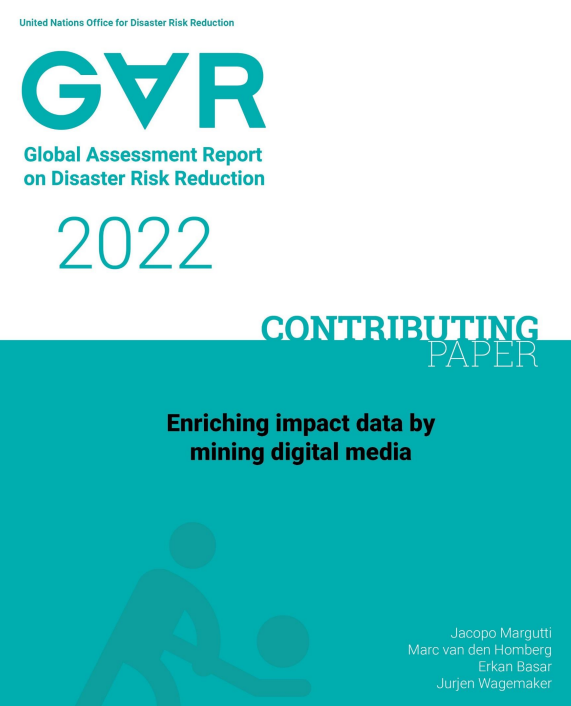 United Nations Office for Disaster Risk Reduction
GAR
Global Assessment Report
on Disaster Risk Reduction
2022
CONTRIBUTING
PAPER
Enriching impact data by
mining digital media
Jacopo Margutti
Marc van den Homberg
Erkan Basar
Jurjen Wagemaker